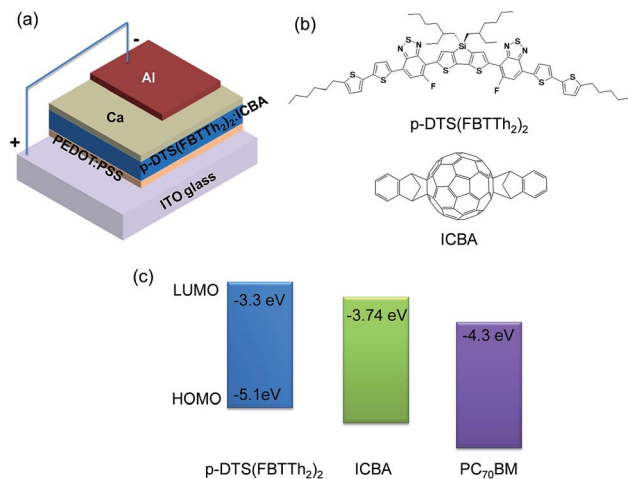 (a)
-
Al
Ca
+
p-DTS(FBTTh₂)₂:ICBA
PEDOT:PSS
ITO glass
(b)
N S N
Si
N S N
S S S S S S
F F
p-DTS(FBTTh₂)₂
ICBA
(c)
LUMO
-3.3 eV
-3.74 eV
-4.3 eV
HOMO
-5.1eV
p-DTS(FBTTh₂)₂
ICBA
PC₇₀BM